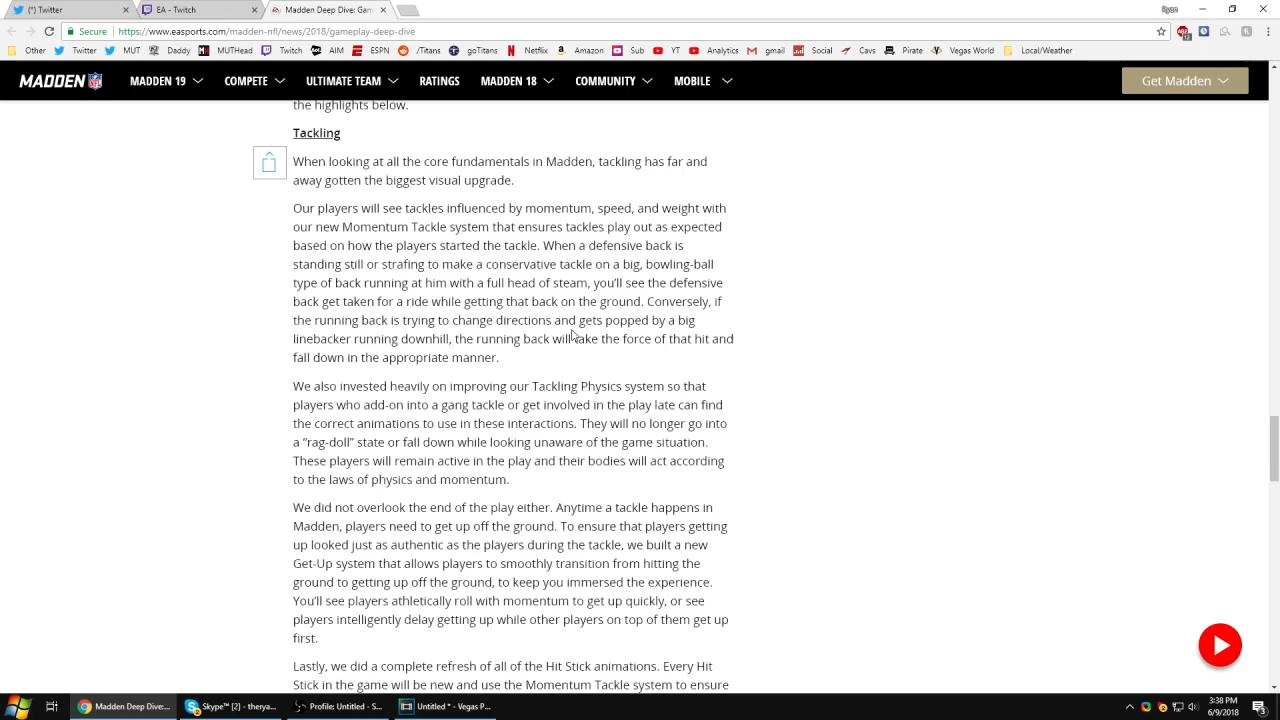 (*) Twitter
EA - Twitch
Madden Deep Dive: Gam
Ryan
Secure
https://www.easports.com/madden-nfl/news/2018/gameplay-deep-dive
Other Twitter MUT Daddy MUTHead Twitch AIM ESPN /Titans goTitans Netflix Amazon Sub YT Analytics gmail Social Cavs Pirate Vegas World Local/Weather
MADDEN NFL MADDEN 19 COMPETE ULTIMATE TEAM RATINGS MADDEN 18 COMMUNITY MOBILE Get Madden
the highlights below.
Tackling
When looking at all the core fundamentals in Madden, tackling has far and
away gotten the biggest visual upgrade.
Our players will see tackles influenced by momentum, speed, and weight with
our new Momentum Tackle system that ensures tackles play out as expected
based on how the players started the tackle. When a defensive back is
standing still or strafing to make a conservative tackle on a big, bowling-ball
type of back running at him with a full head of steam, you'll see the defensive
back get taken for a ride while getting that back on the ground. Conversely, if
the running back is trying to change directions and gets popped by a big
linebacker running downhill, the running back will take the force of that hit and
fall down in the appropriate manner.
We also invested heavily on improving our Tackling Physics system so that
players who add-on into a gang tackle or get involved in the play late can find
the correct animations to use in these interactions. They will no longer go into
a "rag-doll" state or fall down while looking unaware of the game situation.
These players will remain active in the play and their bodies will act according
to the laws of physics and momentum.
We did not overlook the end of the play either. Anytime a tackle happens in
Madden, players need to get up off the ground. To ensure that players getting
up looked just as authentic as the players during the tackle, we built a new
Get-Up system that allows players to smoothly transition from hitting the
ground to getting up off the ground, to keep you immersed the experience.
You'll see players athletically roll with momentum to get up quickly, or see
players intelligently delay getting up while other players on top of them get up
first.
Lastly, we did a complete refresh of all of the Hit Stick animations. Every Hit
Stick in the game will be new and use the Momentum Tackle system to ensure
Madden Deep Dive:...
Skype™ [2] - therya...
Profile: Untitled - S...
Untitled * - Vegas P...
3:38 PM
6/9/2018